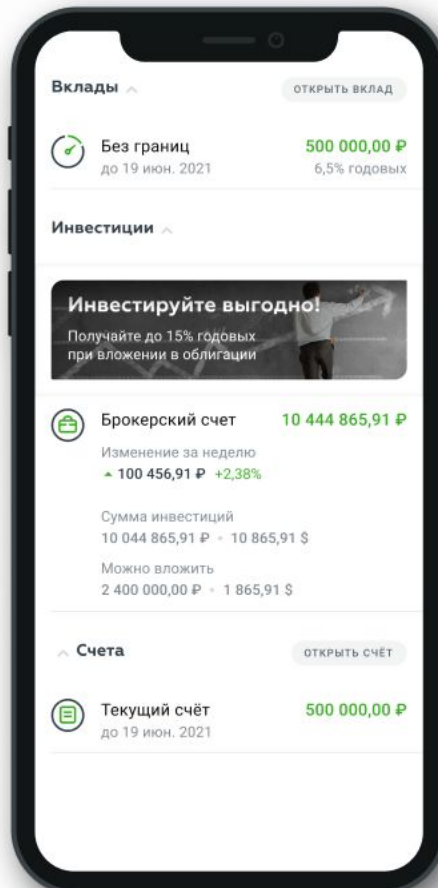 Вклады
ОТКРЫТЬ ВКЛАД
Без границ 500 000,00 ₽
до 19 июн. 2021 6,5% годовых
Инвестиции
Инвестируйте выгодно!
Получайте до 15% годовых
при вложении в облигации
Брокерский счет 10 444 865,91 ₽
Изменение за неделю
100 456,91 ₽ +2,38%
Сумма инвестиций
10 044 865,91 ₽ • 10 865,91 $
Можно вложить
2 400 000,00 ₽ • 1 865,91 $
Счета
ОТКРЫТЬ СЧЁТ
Текущий счёт 500 000,00 ₽
до 19 июн. 2021